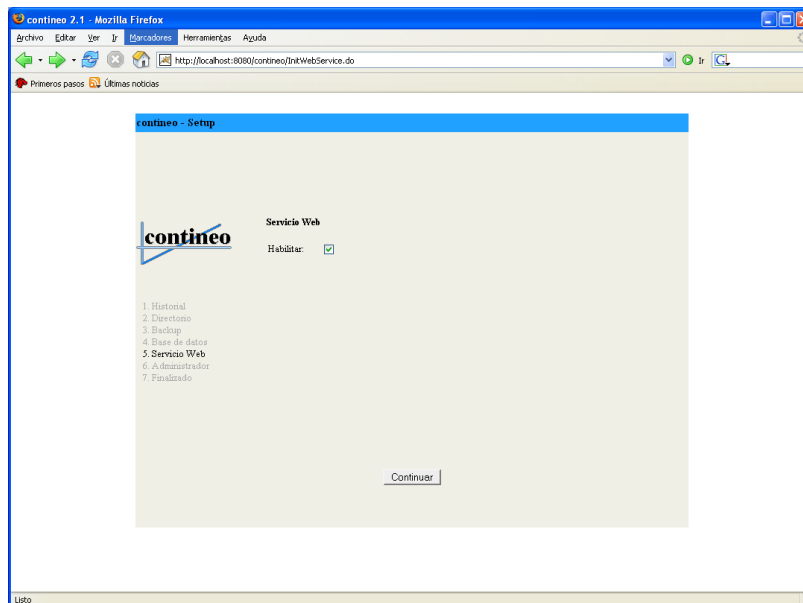 contineo 2.1 - Mozilla Firefox
Archivo Editar Ver Ir Marcadores Herramientas Ayuda
http://localhost:8080/contineo/InitWebService.do
Ir
Primeros pasos Últimas noticias
contineo - Setup
contineo
Servicio Web
Habilitar:
1. Historial
2. Directorio
3. Backup
4. Base de datos
5. Servicio Web
6. Administrador
7. Finalizado
Continuar
Listo